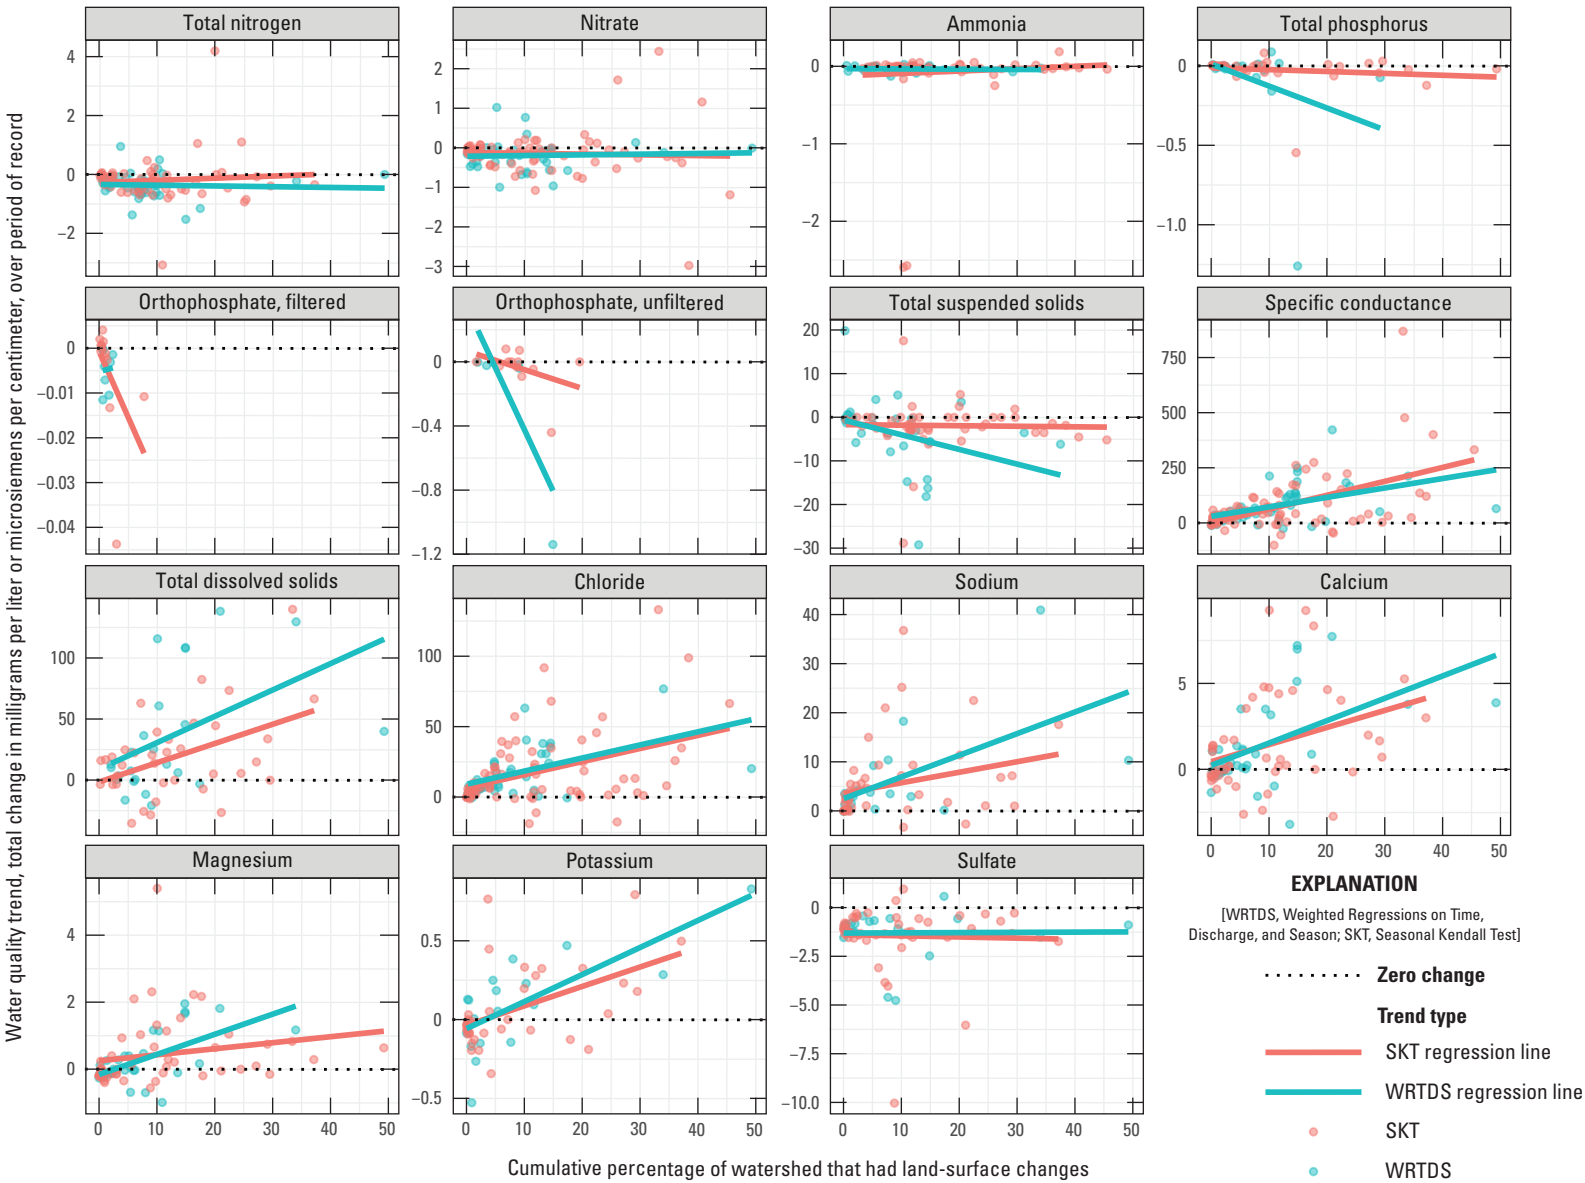 Water quality trend, total change in milligrams per liter or microsiemens per centimeter, over period of record
Total nitrogen
4
2
0
−2
Nitrate
2
1
0
−1
−2
−3
Ammonia
0
−1
−2
Total phosphorus
0
−0.5
−1.0
Orthophosphate, filtered
0
−0.01
−0.02
−0.03
−0.04
Orthophosphate, unfiltered
0
−0.4
−0.8
−1.2
Total suspended solids
20
10
0
−10
−20
−30
Specific conductance
750
500
250
0
Total dissolved solids
100
50
0
Chloride
100
50
0
Sodium
40
30
20
10
0
Calcium
5
0
0 10 20 30 40 50
Magnesium
4
2
0
0 10 20 30 40 50
Potassium
0.5
0
−0.5
0 10 20 30 40 50
Sulfate
0
−2.5
−5.0
−7.5
−10.0
0 10 20 30 40 50
Cumulative percentage of watershed that had land-surface changes
EXPLANATION
[WRTDS, Weighted Regressions on Time,
Discharge, and Season; SKT, Seasonal Kendall Test]
Zero change
Trend type
SKT regression line
WRTDS regression line
SKT
WRTDS